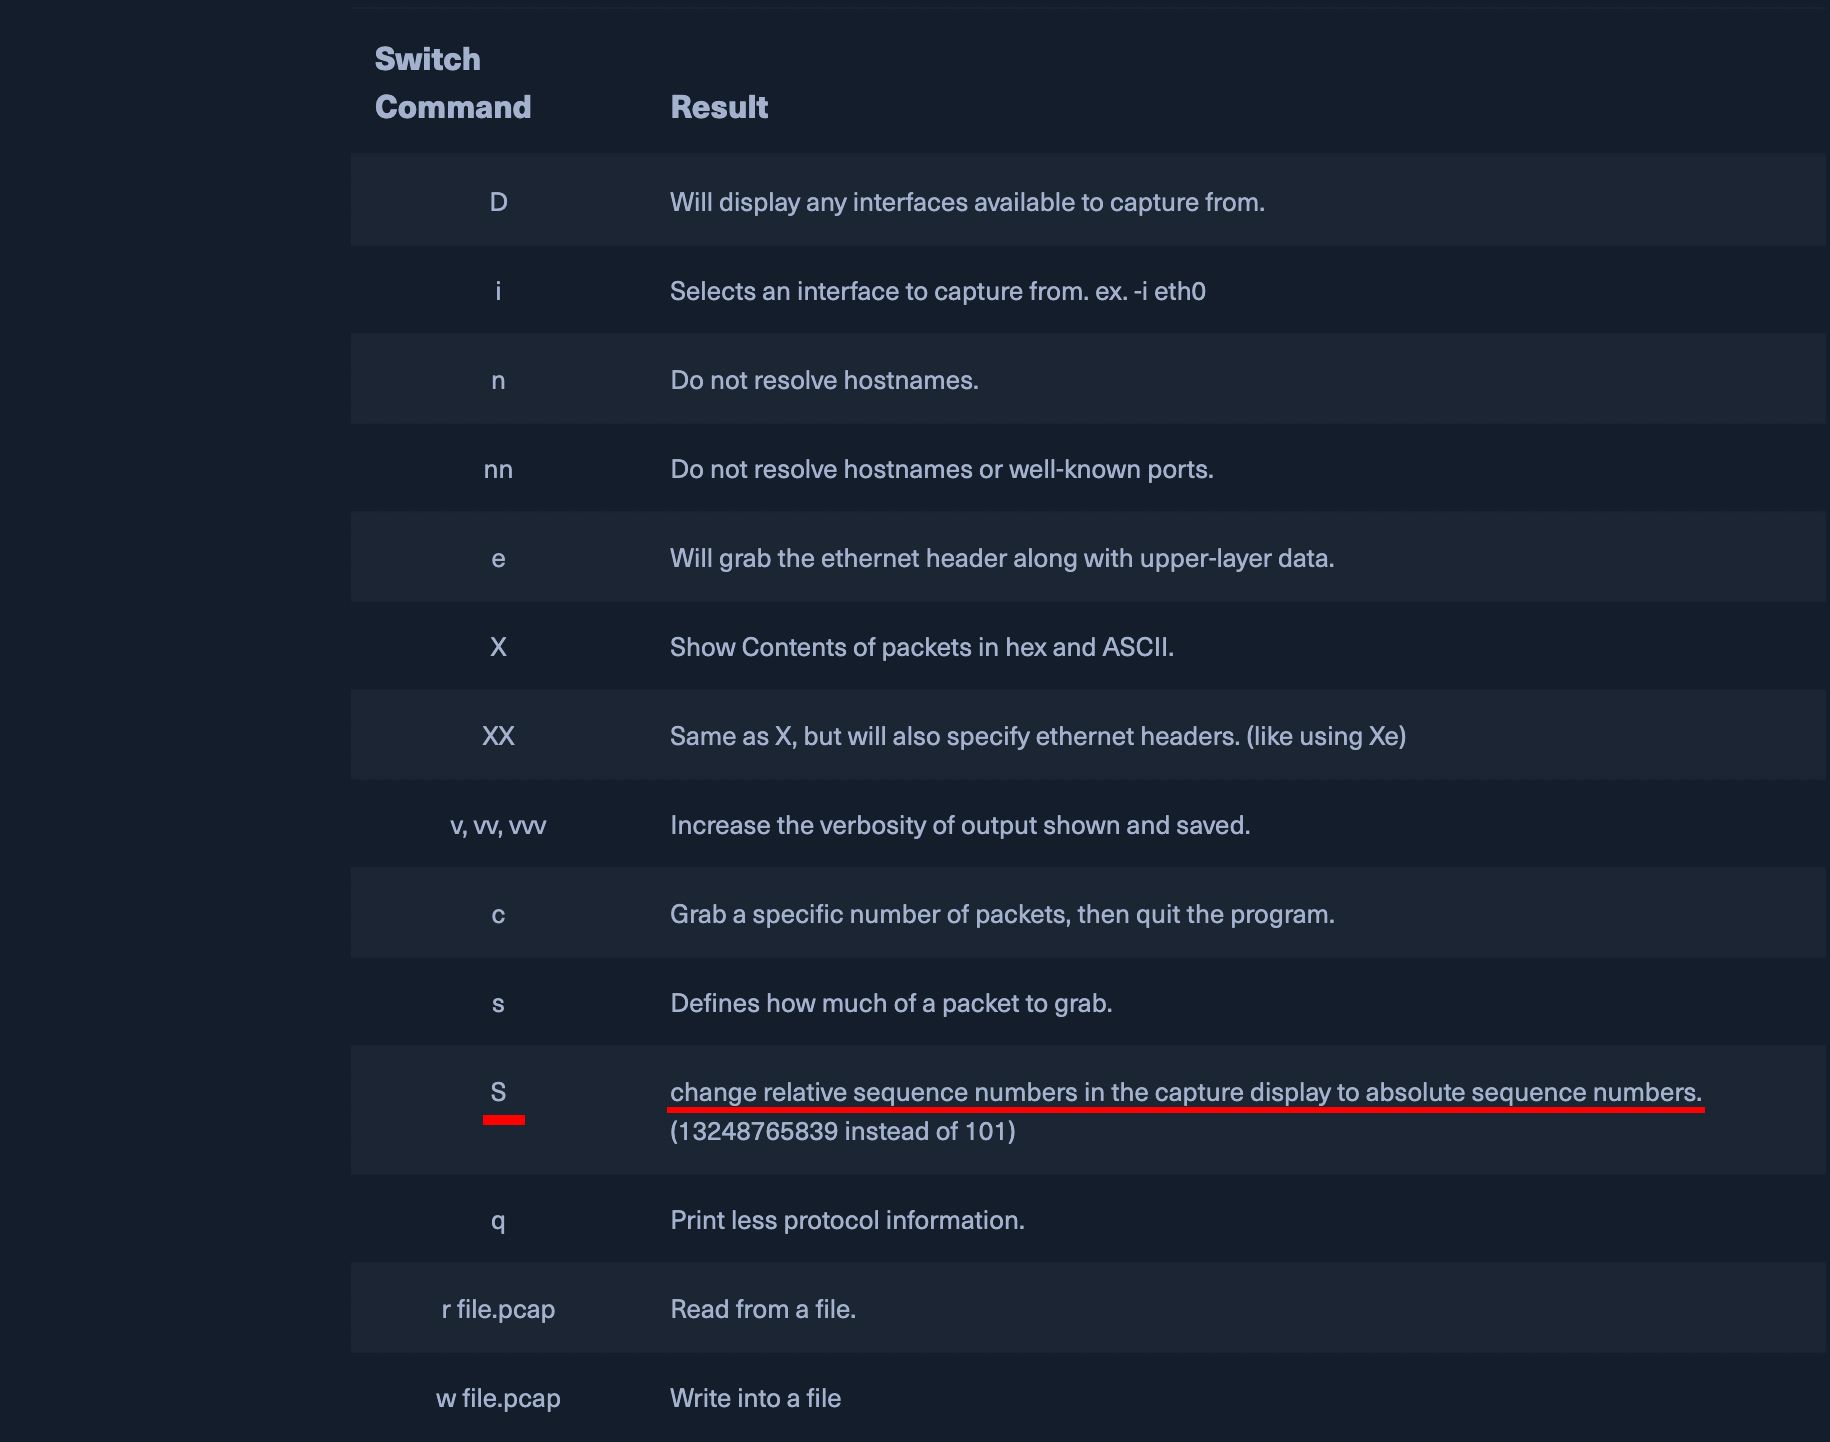 Switch
Command Result
D Will display any interfaces available to capture from.
i Selects an interface to capture from. ex. -i eth0
n Do not resolve hostnames.
nn Do not resolve hostnames or well-known ports.
e Will grab the ethernet header along with upper-layer data.
X Show Contents of packets in hex and ASCII.
XX Same as X, but will also specify ethernet headers. (like using Xe)
v, vv, vvv Increase the verbosity of output shown and saved.
c Grab a specific number of packets, then quit the program.
s Defines how much of a packet to grab.
S change relative sequence numbers in the capture display to absolute sequence numbers.
(13248765839 instead of 101)
q Print less protocol information.
r file.pcap Read from a file.
w file.pcap Write into a file